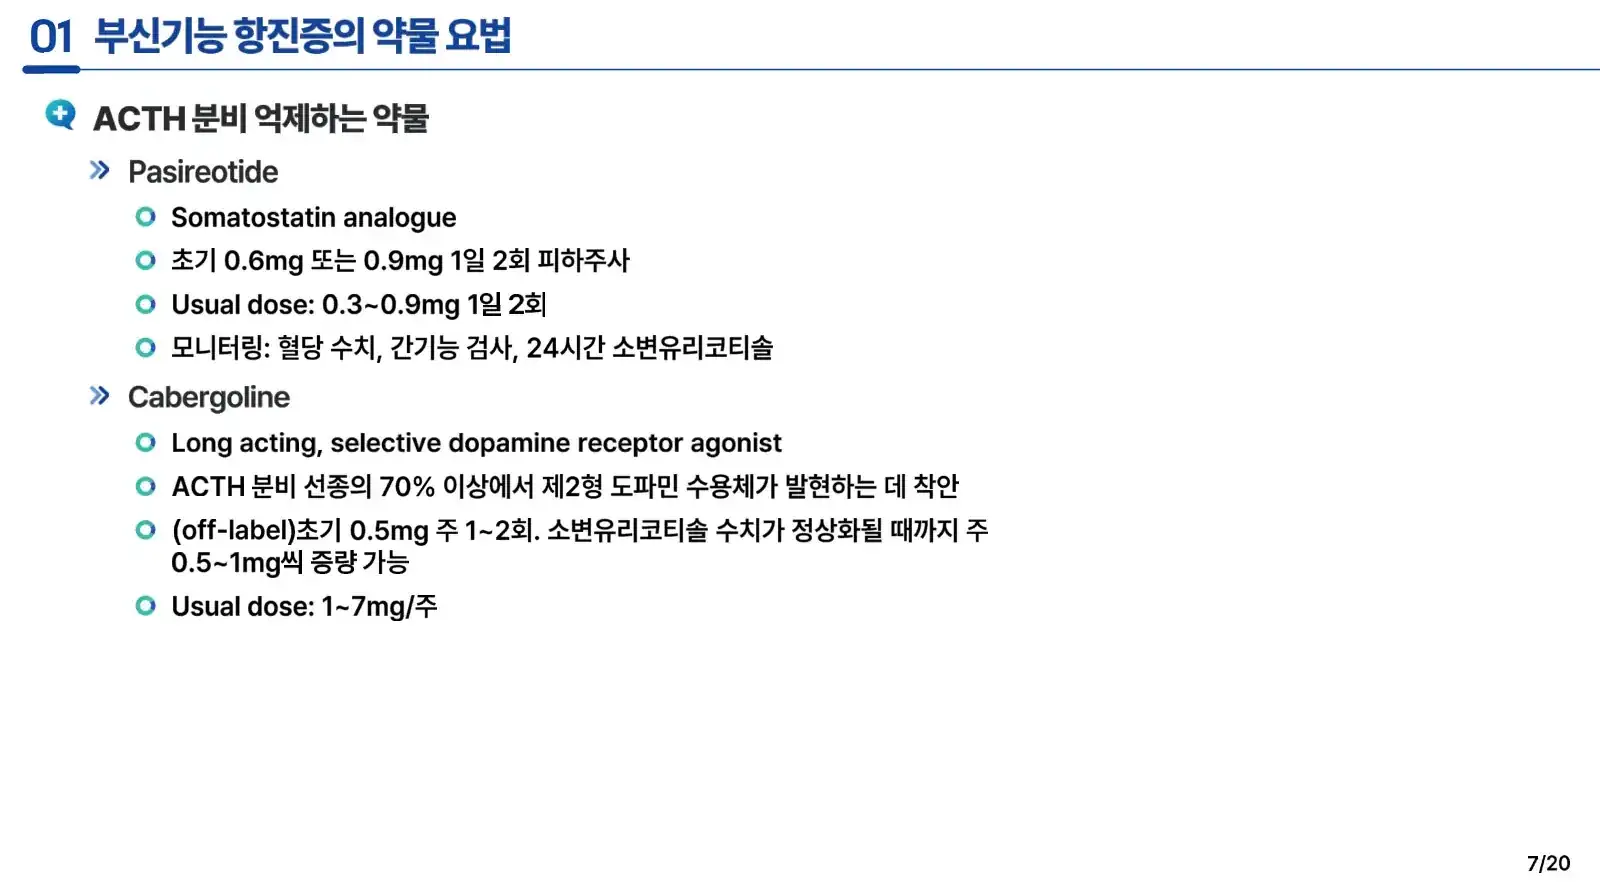 01 부신기능 항진증의 약물 요법
ACTH 분비 억제하는 약물
Pasireotide
Somatostatin analogue
초기 0.6mg 또는 0.9mg 1일 2회 피하주사
Usual dose: 0.3~0.9mg 1일 2회
모니터링: 혈당 수치, 간기능 검사, 24시간 소변유리코티솔
Cabergoline
Long acting, selective dopamine receptor agonist
ACTH 분비 선종의 70% 이상에서 제2형 도파민 수용체가 발현하는 데 착안
(off-label)초기 0.5mg 주 1~2회. 소변유리코티솔 수치가 정상화될 때까지 주
0.5~1mg씩 증량 가능
Usual dose: 1~7mg/주
7/20